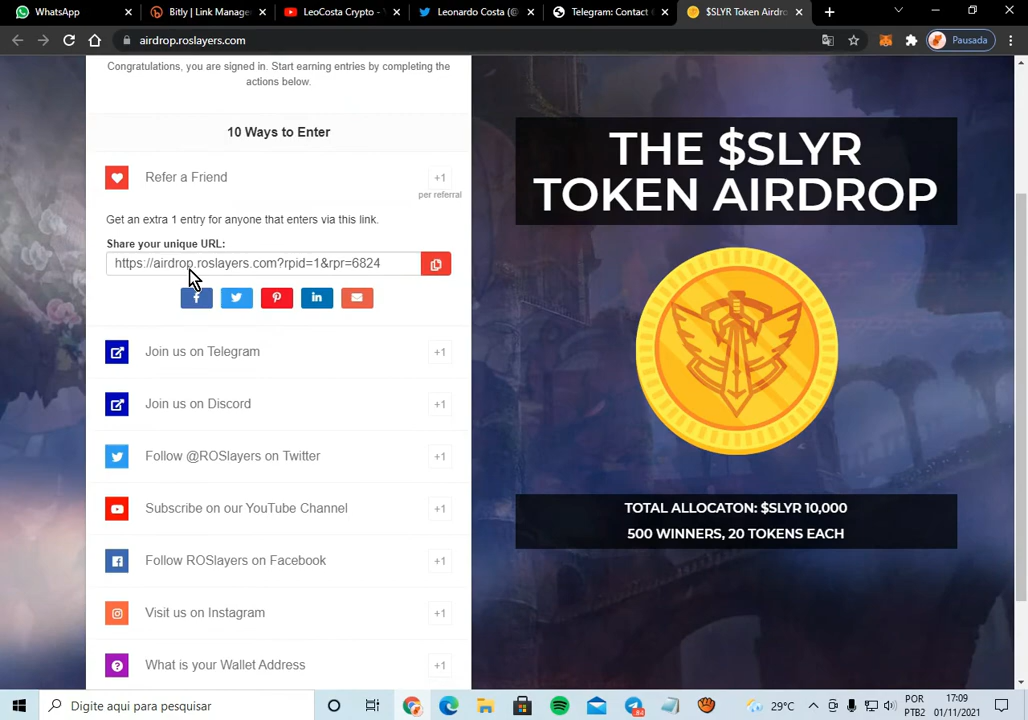 WhatsApp
Bitly | Link Manage
LeoCosta Crypto -
Leonardo Costa (@
Telegram: Contact
$SLYR Token Airdro
airdrop.roslayers.com
Pausada
Congratulations, you are signed in. Start earning entries by completing the
actions below.
10 Ways to Enter
Refer a Friend
+1
per referral
Get an extra 1 entry for anyone that enters via this link.
Share your unique URL:
https://airdrop.roslayers.com?rpid=1&rpr=6824
Join us on Telegram
+1
Join us on Discord
+1
Follow @ROSlayers on Twitter
+1
Subscribe on our YouTube Channel
+1
Follow ROSlayers on Facebook
+1
Visit us on Instagram
+1
What is your Wallet Address
+1
THE $SLYR
TOKEN AIRDROP
TOTAL ALLOCATON: $SLYR 10,000
500 WINNERS, 20 TOKENS EACH
Digite aqui para pesquisar
29°C
POR
PTB2
17:09
01/11/2021